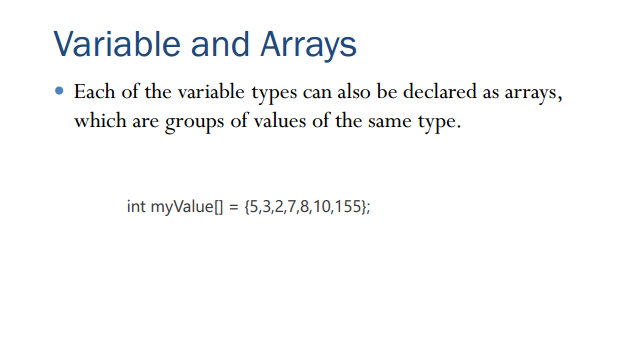 Variable and Arrays
• Each of the variable types can also be declared as arrays,
which are groups of values of the same type.
int myValue[] = {5,3,2,7,8,10,155};